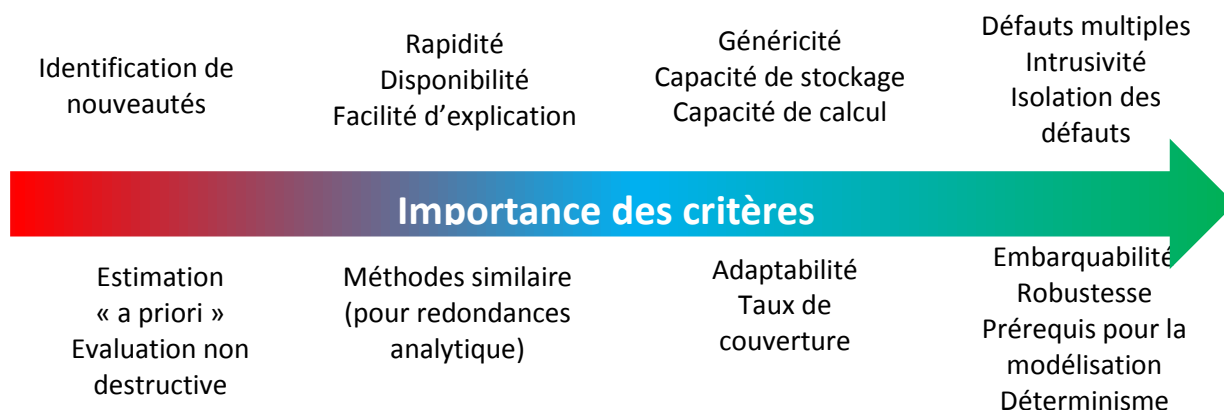 Identification de
nouveautés
Rapidité
Disponibilité
Facilité d’explication
Généricité
Capacité de stockage
Capacité de calcul
Défauts multiples
Intrusivité
Isolation des
défauts
Importance des critères
Estimation
« a priori »
Evaluation non
destructive
Méthodes similaire
(pour redondances
analytique)
Adaptabilité
Taux de
couverture
Embarquabilité
Robustesse
Prérequis pour la
modélisation
Déterminisme